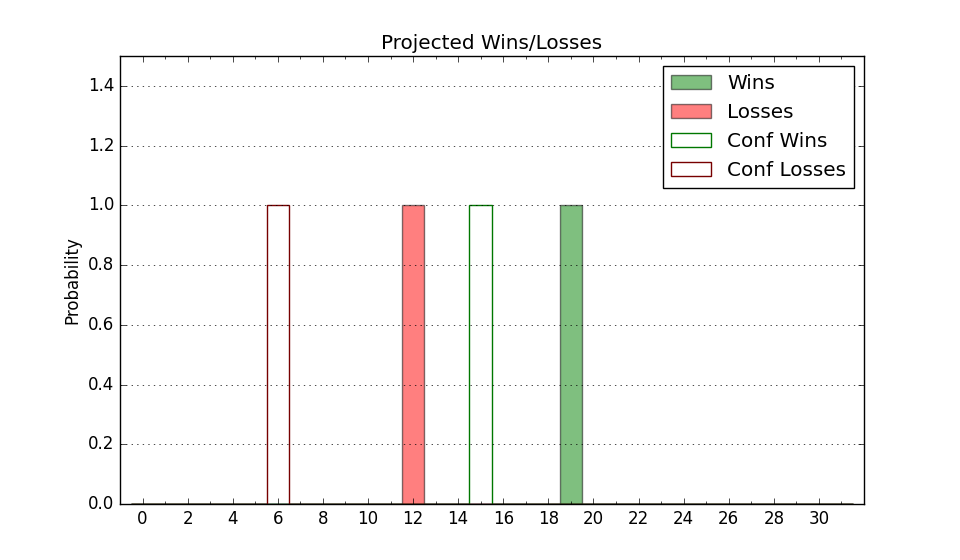 Projected Wins/Losses
Wins
Losses
Conf Wins
Conf Losses
Probability
1.4
1.2
1.0
0.8
0.6
0.4
0.2
0.0
0 2 4 6 8 10 12 14 16 18 20 22 24 26 28 30